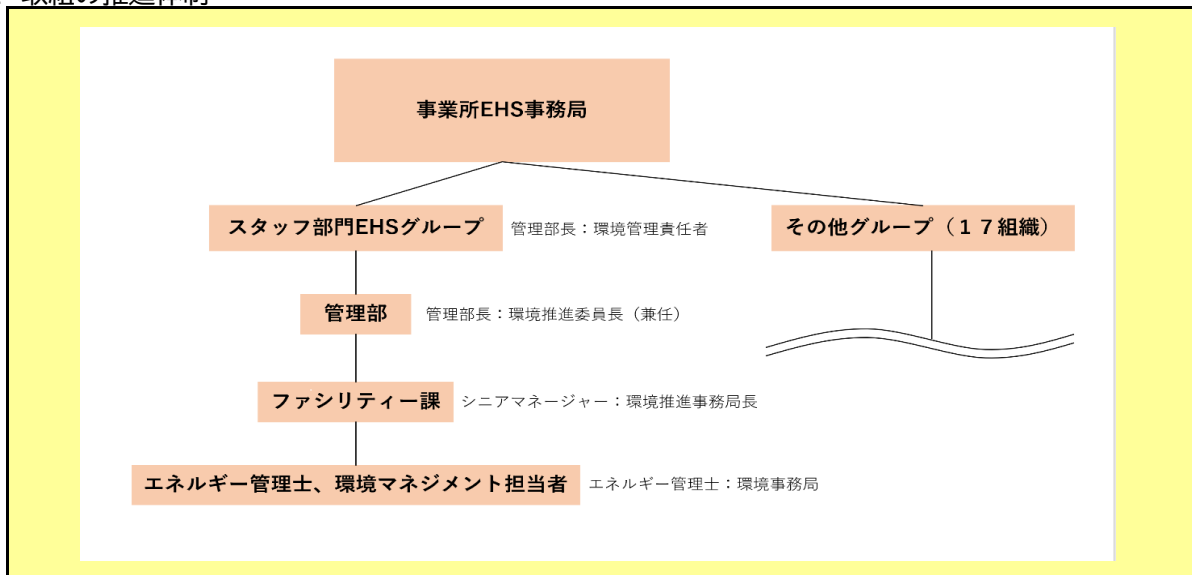 取組の推進体制
事業所EHS事務局
スタッフ部門EHSグループ 管理部長：環境管理責任者 その他グループ（１７組織）
管理部 管理部長：環境推進委員長（兼任）
ファシリティー課 シニアマネージャー：環境推進事務局長
エネルギー管理士、環境マネジメント担当者 エネルギー管理士：環境事務局